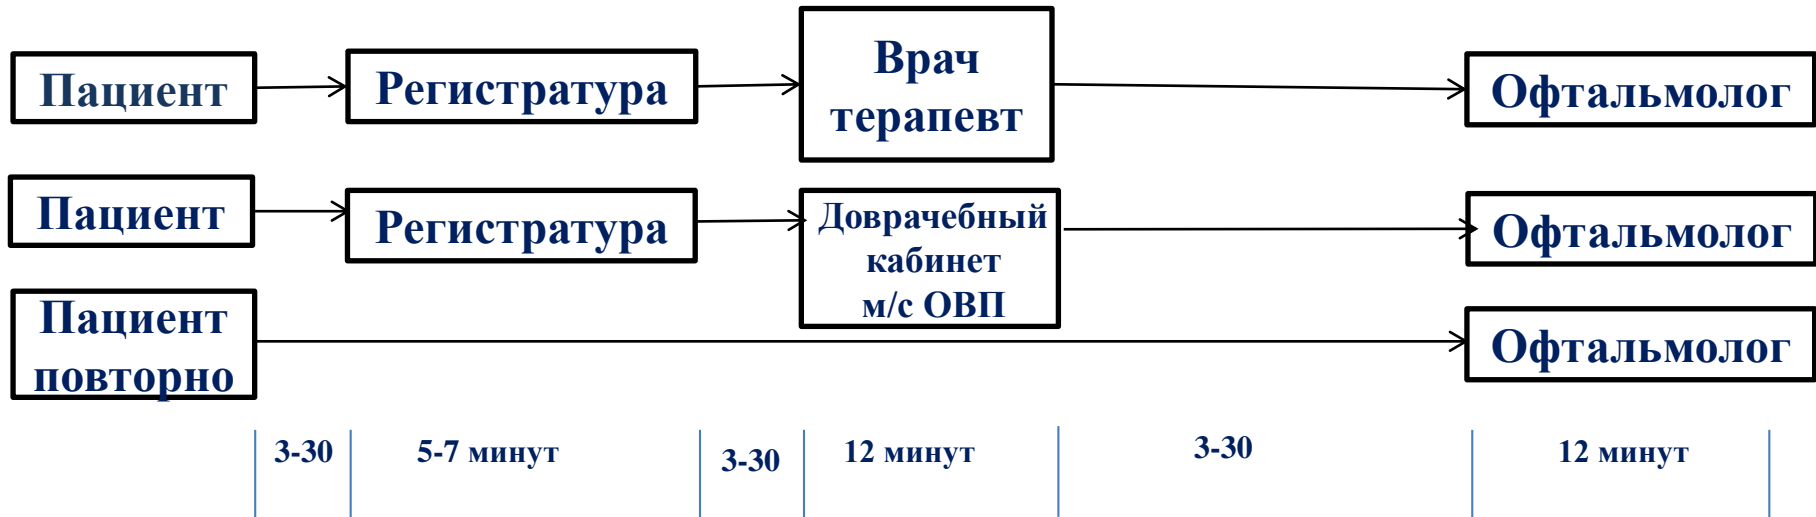 Пациент
Регистратура
Врач
терапевт
Офтальмолог
Пациент
Регистратура
Доврачебный
кабинет
м/с ОВП
Офтальмолог
Пациент
повторно
Офтальмолог
3-30
5-7 минут
3-30
12 минут
3-30
12 минут